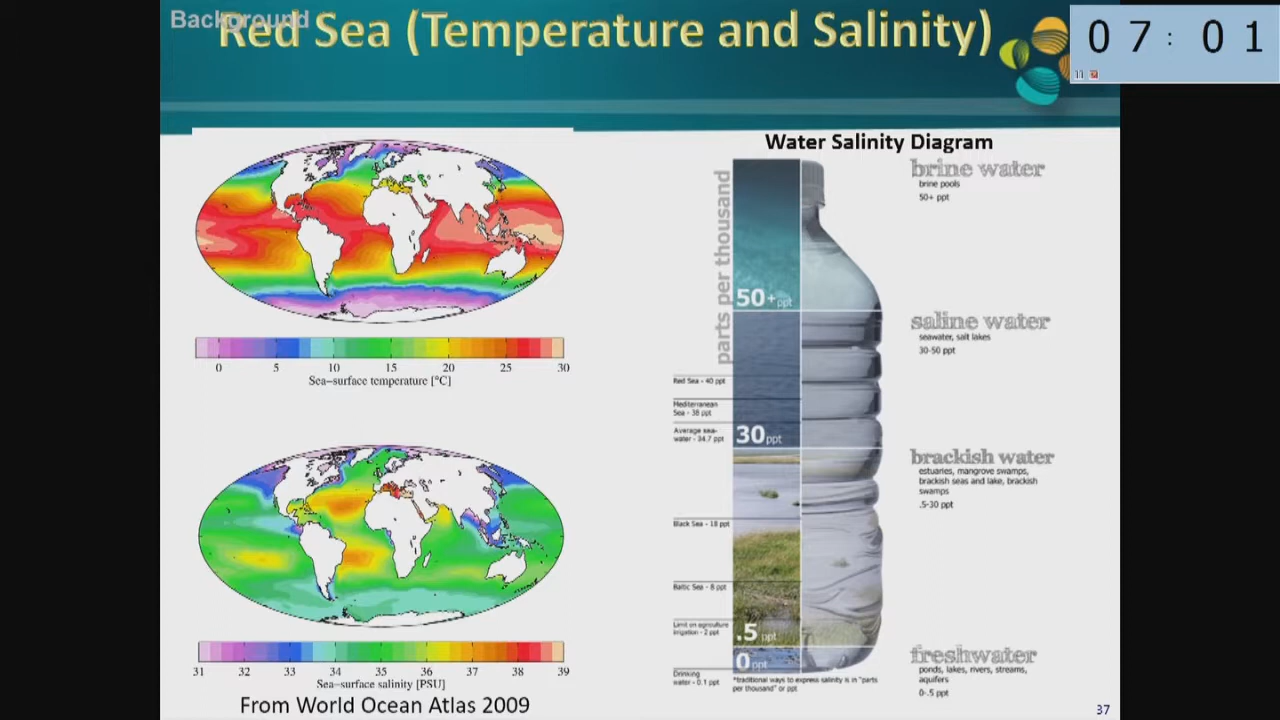 Background
Red Sea (Temperature and Salinity)
07:01
11
0 5 10 15 20 25 30
Sea-surface temperature [°C]
31 32 33 34 35 36 37 38 39
Sea-surface salinity [PSU]
From World Ocean Atlas 2009
Water Salinity Diagram
parts per thousand
50+ppt
30ppt
.5 ppt
0ppt
Red Sea - 40 ppt
Mediterranean
Sea - 38 ppt
Average sea-
water - 34.7 ppt
Black Sea - 18 ppt
Baltic Sea - 8 ppt
Limit on agriculture
irrigation - 2 ppt
Drinking
water - 0.1 ppt
*traditional ways to express salinity is in "parts
per thousand" or ppt
brine water
brine pools
50+ ppt
saline water
seawater, salt lakes
30-50 ppt
brackish water
estuaries, mangrove swamps,
brackish seas and lake, brackish
swamps
.5-30 ppt
freshwater
ponds, lakes, rivers, streams,
aquifers
0-.5 ppt
37